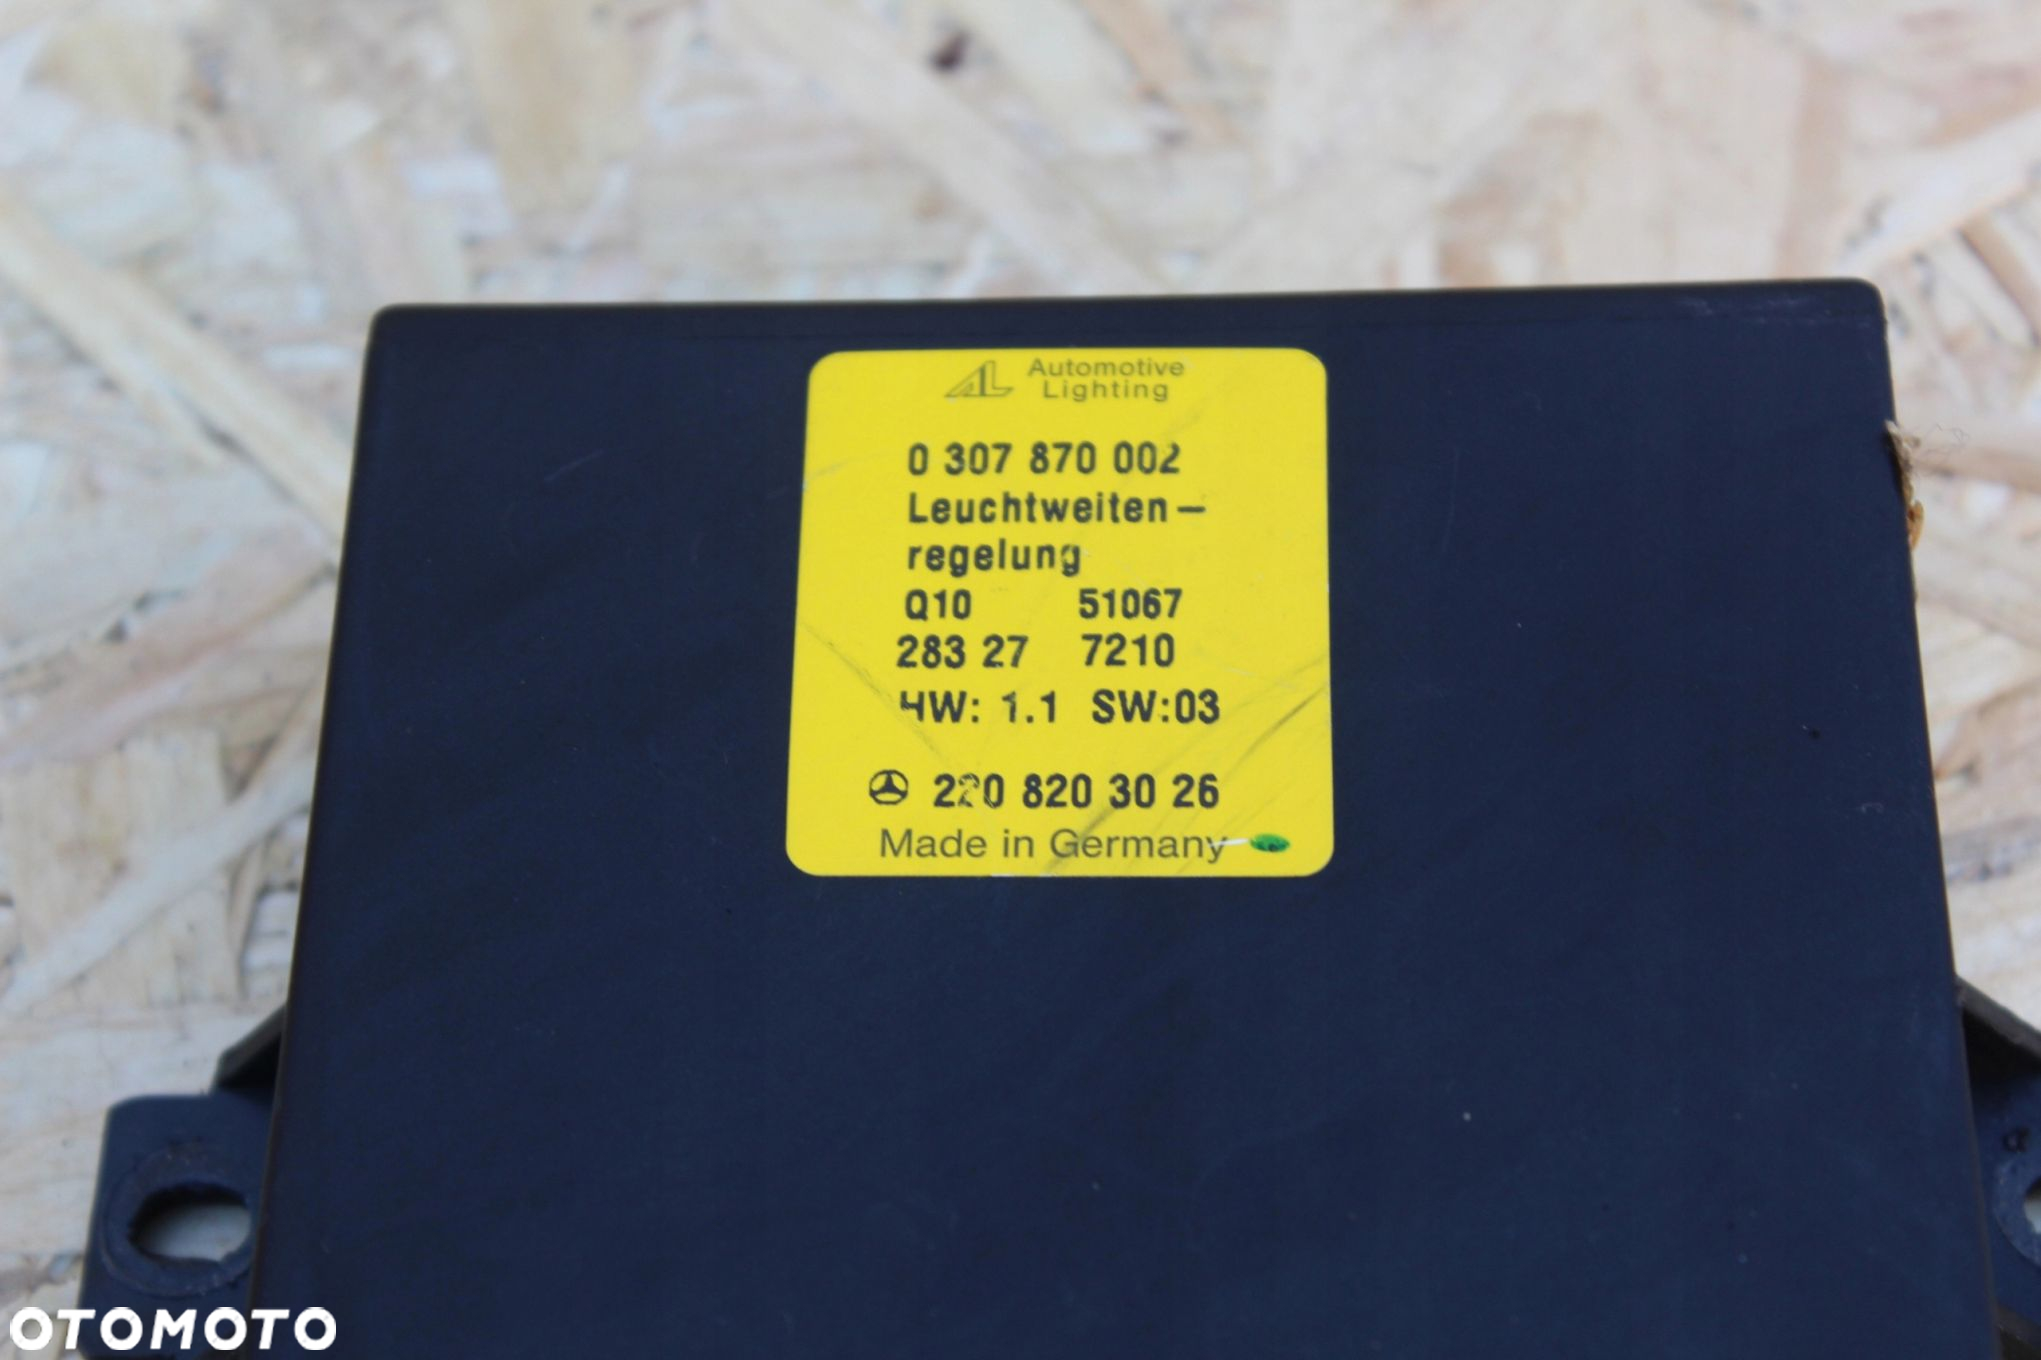 AL Automotive
Lighting
0 307 870 002
Leuchtweiten-
regelung
Q10 51067
283 27 7210
HW: 1.1 SW:03
220 820 30 26
Made in Germany
OTOMOTO